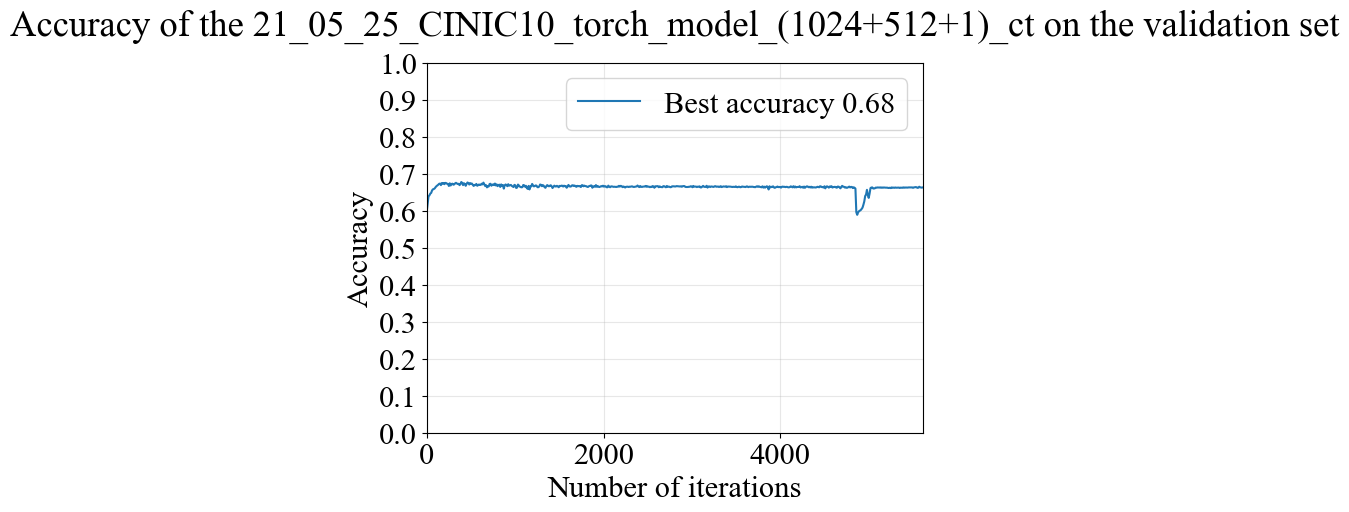 Accuracy of the 21_05_25_CINIC10_torch_model_(1024+512+1)_ct on the validation set
Best accuracy 0.68
1.0
0.9
0.8
0.7
0.6
0.5
0.4
0.3
0.2
0.1
0.0
Accuracy
0 2000 4000
Number of iterations